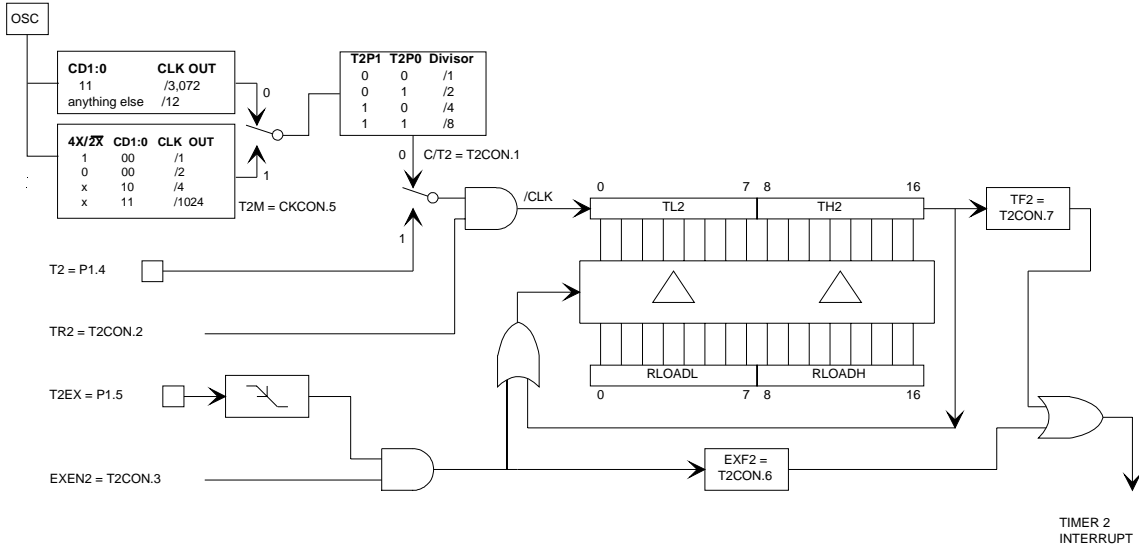 OSC
CD1:0 CLK OUT
11 /3,072
anything else /12
0
4X/2X CD1:0 CLK OUT
1 00 /1
0 00 /2
x 10 /4
x 11 /1024
1
T2M = CKCON.5
T2P1 T2P0 Divisor
0 0 /1
0 1 /2
1 0 /4
1 1 /8
0 C/T2 = T2CON.1
1
/CLK
0 7 8 16
TL2 TH2
TF2 =
T2CON.7
T2 = P1.4
TR2 = T2CON.2
RLOADL RLOADH
0 7 8 16
T2EX = P1.5
EXEN2 = T2CON.3
EXF2 =
T2CON.6
TIMER 2
INTERRUPT